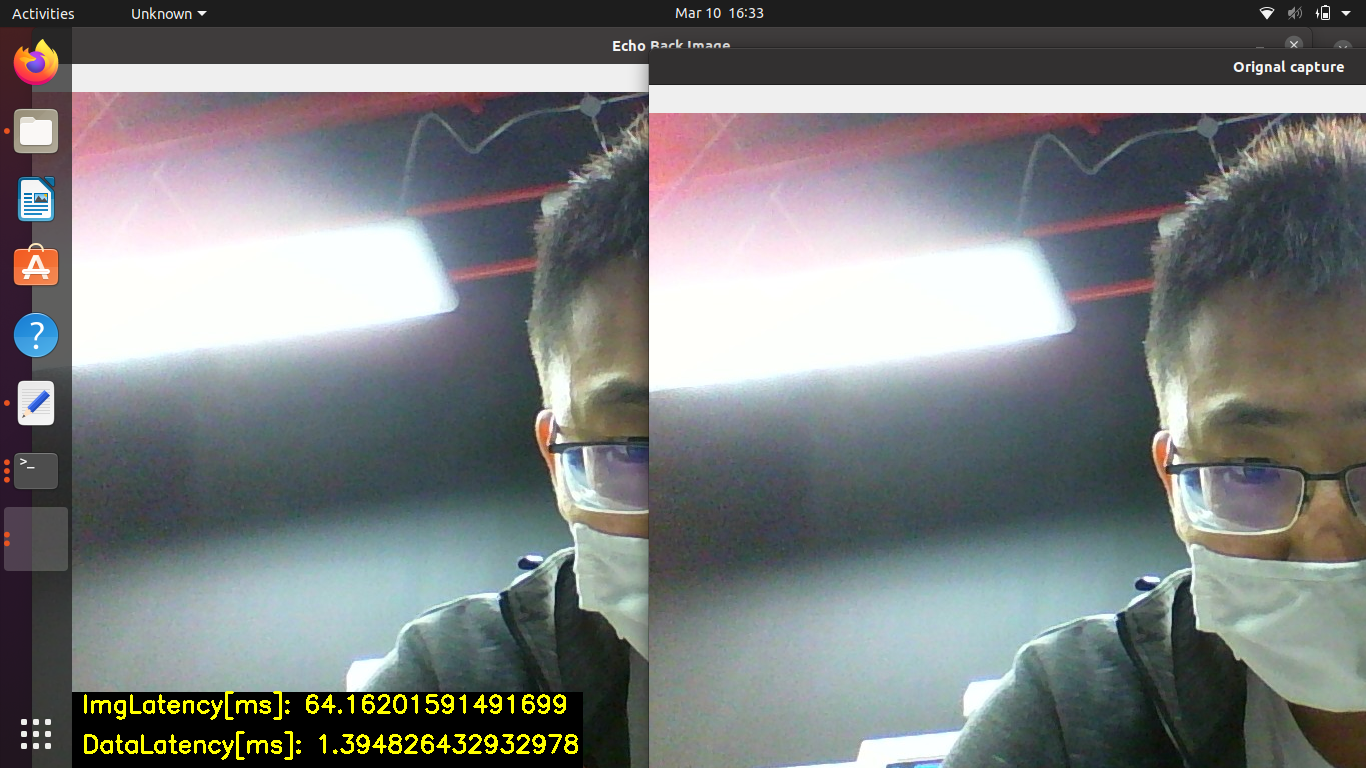 Activities
Unknown
Mar 10 16:33
Echo Back Image
Orignal capture
ImgLatency[ms]: 64.16201591491699
DataLatency[ms]: 1.394826432932978